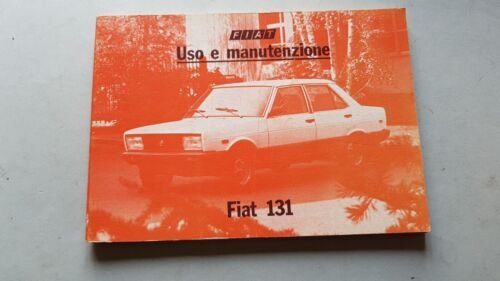 FIAT
Uso e manutenzione
Fiat 131